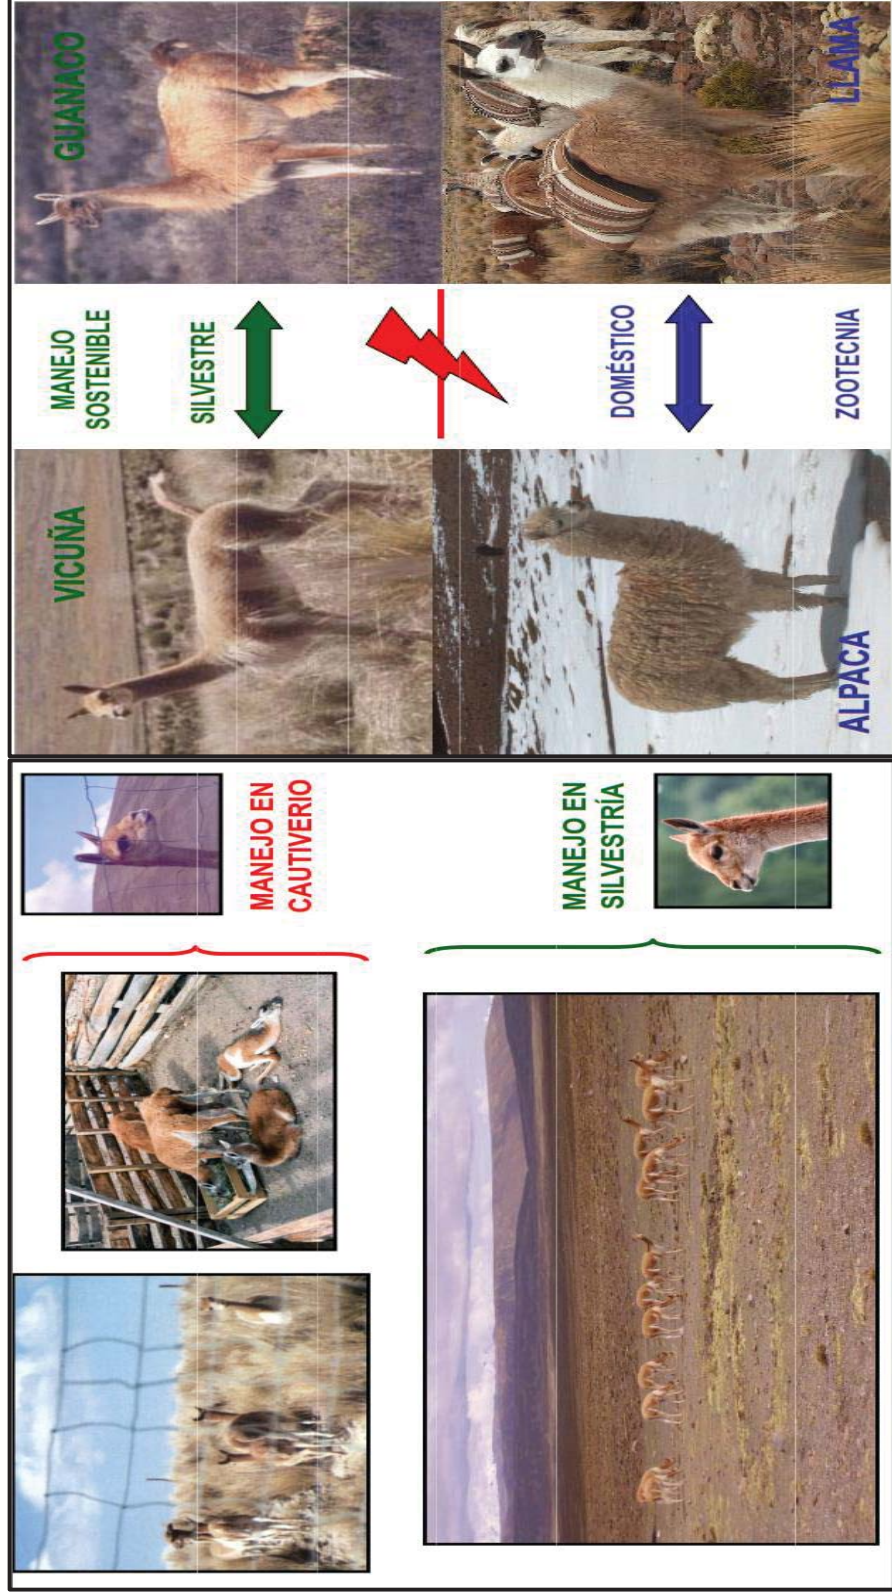 MANEJO EN
CAUTIVERIO
MANEJO EN
SILVESTRÍA
VICUÑA
MANEJO
SOSTENIBLE
SILVESTRE
GUANACO
ALPACA
DOMÉSTICO
ZOOTECNIA
LLAMA